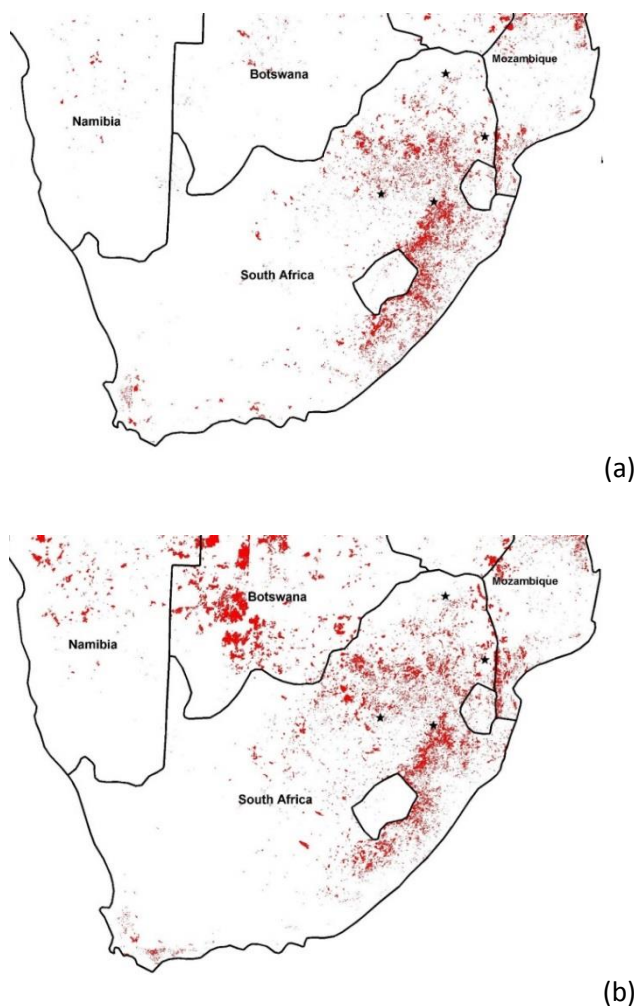 Mozambique
Botswana
Namibia
South Africa
(a)
Mozambique
Botswana
Namibia
South Africa
(b)